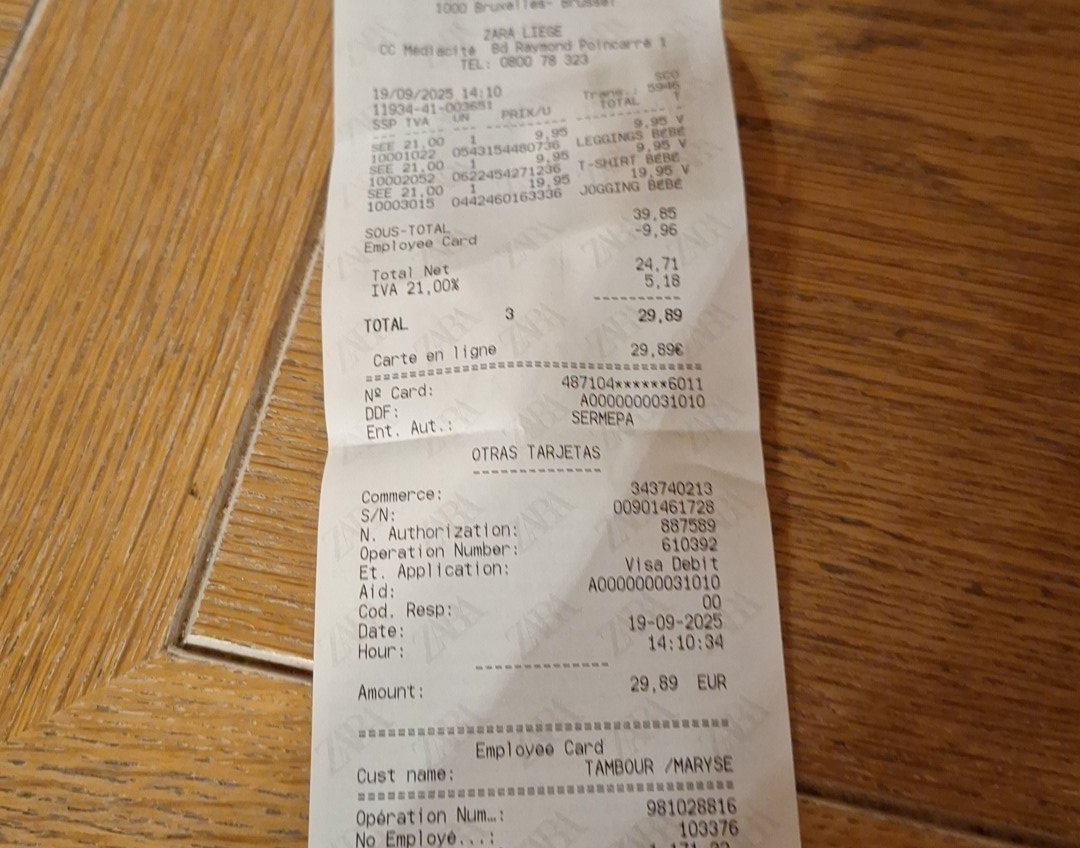 1000 Bruxelles- Brussel
ZARA LIEGE
CC Médiacité Bd Raymond Poincarré 1
TEL: 0800 78 323
SCO
19/09/2025 14:10 Trans.: 5946
11934-41-003651 T
SSP TVA UN PRIX/U TOTAL
SEE 21,00 1 9,95 9,95 V
10001022 0543154480736 LEGGINGS BEBE
SEE 21,00 1 9,95 9,95 V
10002052 0622454271236 T-SHIRT BEBE
SEE 21,00 1 19,95 19,95 V
10003015 0442460163336 JOGGING BEBE
SOUS-TOTAL 39,85
Employee Card -9,96
Total Net 24,71
IVA 21,00% 5,18
TOTAL 3 29,89
Carte en ligne 29,89€
Nº Card: 487104******6011
DDF: A0000000031010
Ent. Aut.: SERMEPA
OTRAS TARJETAS
Commerce: 343740213
S/N: 00901461728
N. Authorization: 887589
Operation Number: 610392
Et. Application: Visa Debit
Aid: A0000000031010
Cod. Resp: 00
Date: 19-09-2025
Hour: 14:10:34
Amount: 29,89 EUR
Employee Card
Cust name: TAMBOUR /MARYSE
Opération Num…: 981028816
No Employé...: 103376